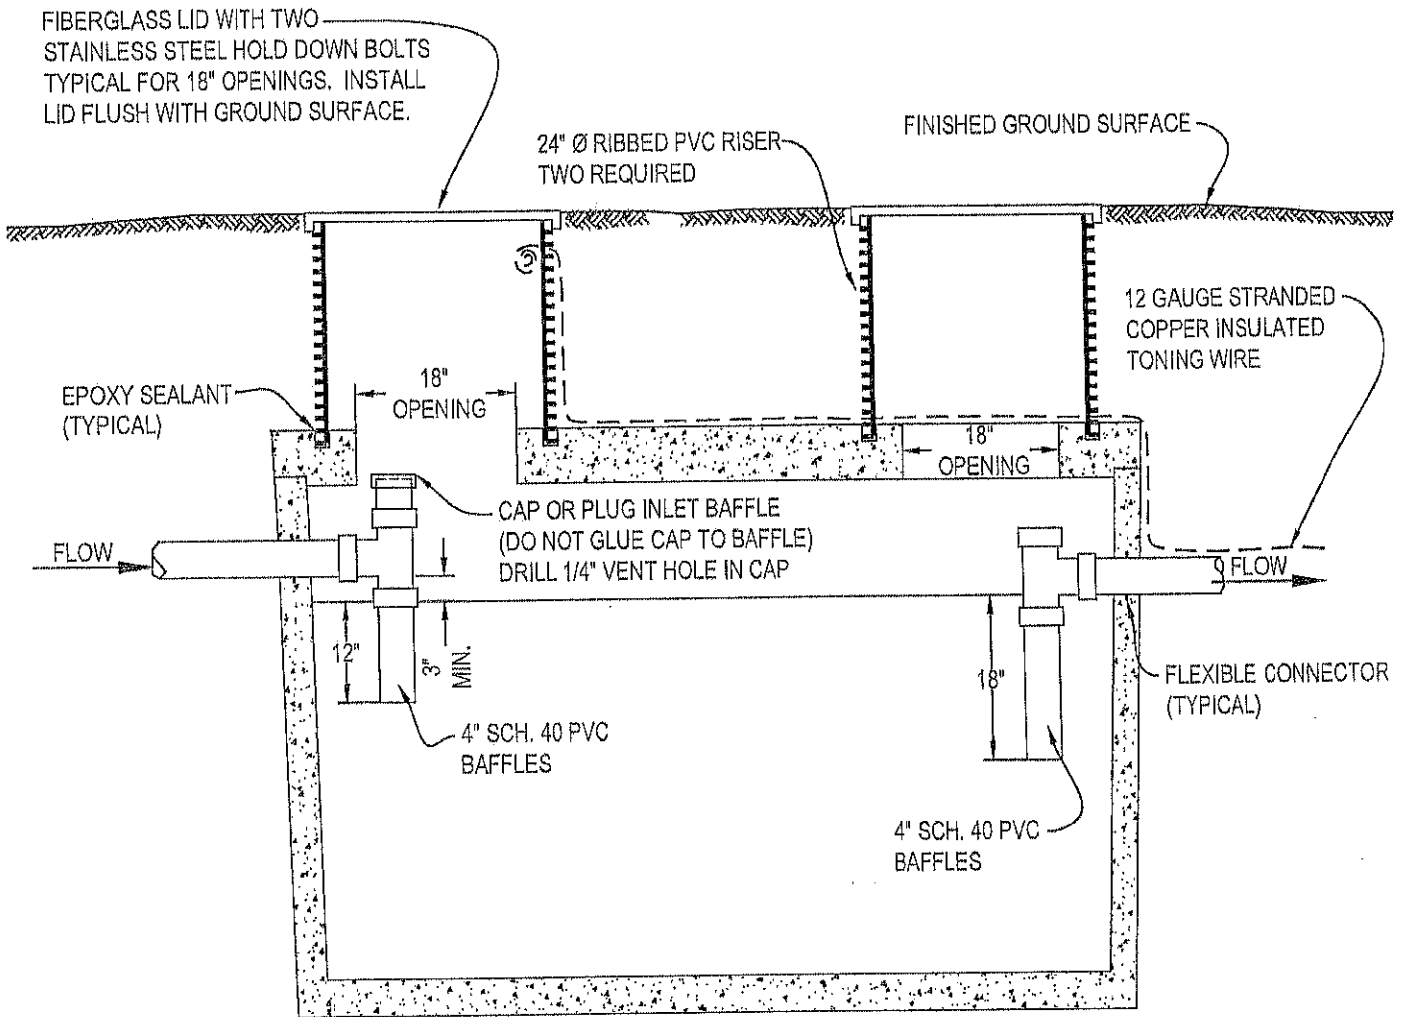 FIBERGLASS LID WITH TWO
STAINLESS STEEL HOLD DOWN BOLTS
TYPICAL FOR 18" OPENINGS. INSTALL
LID FLUSH WITH GROUND SURFACE.
24" Ø RIBBED PVC RISER
TWO REQUIRED
FINISHED GROUND SURFACE
12 GAUGE STRANDED
COPPER INSULATED
TONING WIRE
EPOXY SEALANT
(TYPICAL)
18"
OPENING
18"
OPENING
CAP OR PLUG INLET BAFFLE
(DO NOT GLUE CAP TO BAFFLE)
DRILL 1/4" VENT HOLE IN CAP
FLOW
FLOW
12"
3"
MIN.
18"
FLEXIBLE CONNECTOR
(TYPICAL)
4" SCH. 40 PVC
BAFFLES
4" SCH. 40 PVC
BAFFLES